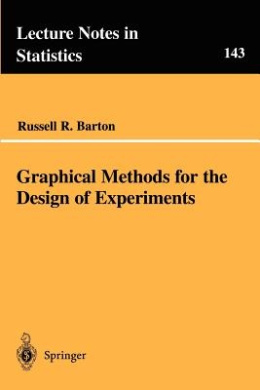 Lecture Notes in
Statistics
143
Russell R. Barton
Graphical Methods for the
Design of Experiments
Springer